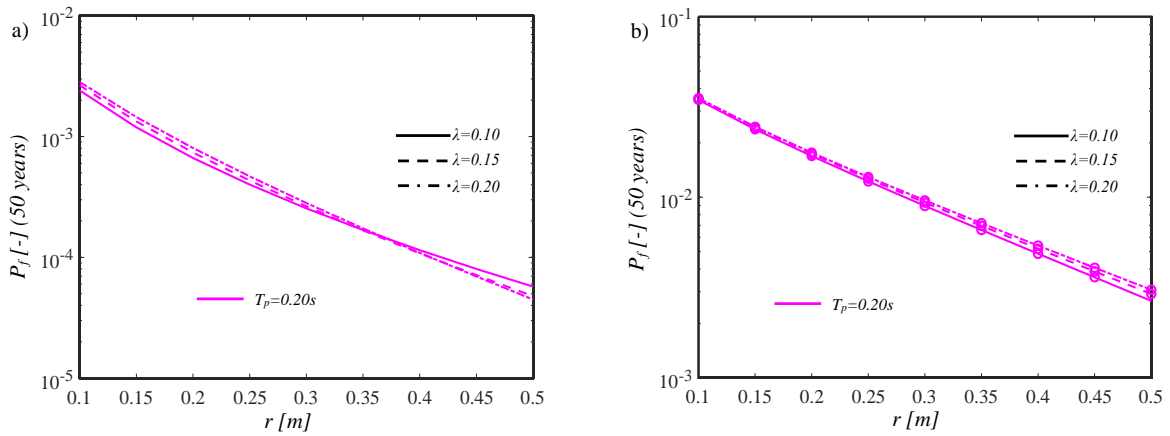 a)
10^-2
10^-3
10^-4
10^-5
P_f [-] (50 years)
λ=0.10
λ=0.15
λ=0.20
T_p=0.20s
0.1 0.15 0.2 0.25 0.3 0.35 0.4 0.45 0.5
r [m]
b)
10^-1
10^-2
10^-3
P_f [-] (50 years)
λ=0.10
λ=0.15
λ=0.20
T_p=0.20s
0.1 0.15 0.2 0.25 0.3 0.35 0.4 0.45 0.5
r [m]